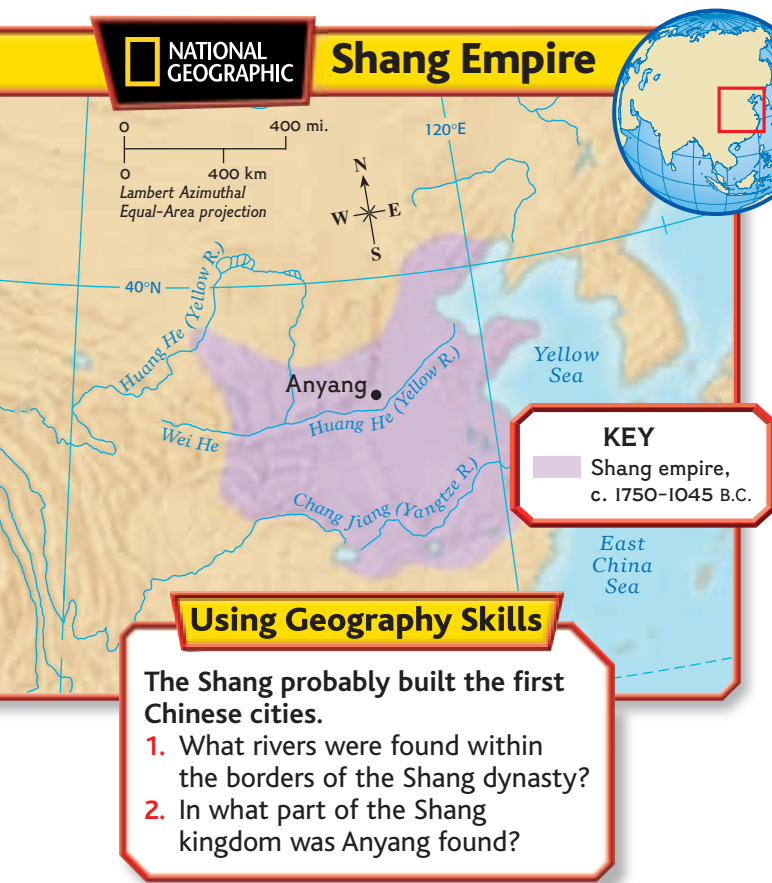 NATIONAL
GEOGRAPHIC
Shang Empire
0
400 mi.
0
400 km
Lambert Azimuthal
Equal-Area projection
120°E
N
W
E
S
40°N
Huang He (Yellow R.)
Anyang
Huang He (Yellow R.)
Wei He
Chang Jiang (Yangtze R.)
Yellow
Sea
KEY
Shang empire,
c. 1750–1045 B.C.
East
China
Sea
Using Geography Skills
The Shang probably built the first
Chinese cities.
1. What rivers were found within
the borders of the Shang dynasty?
2. In what part of the Shang
kingdom was Anyang found?